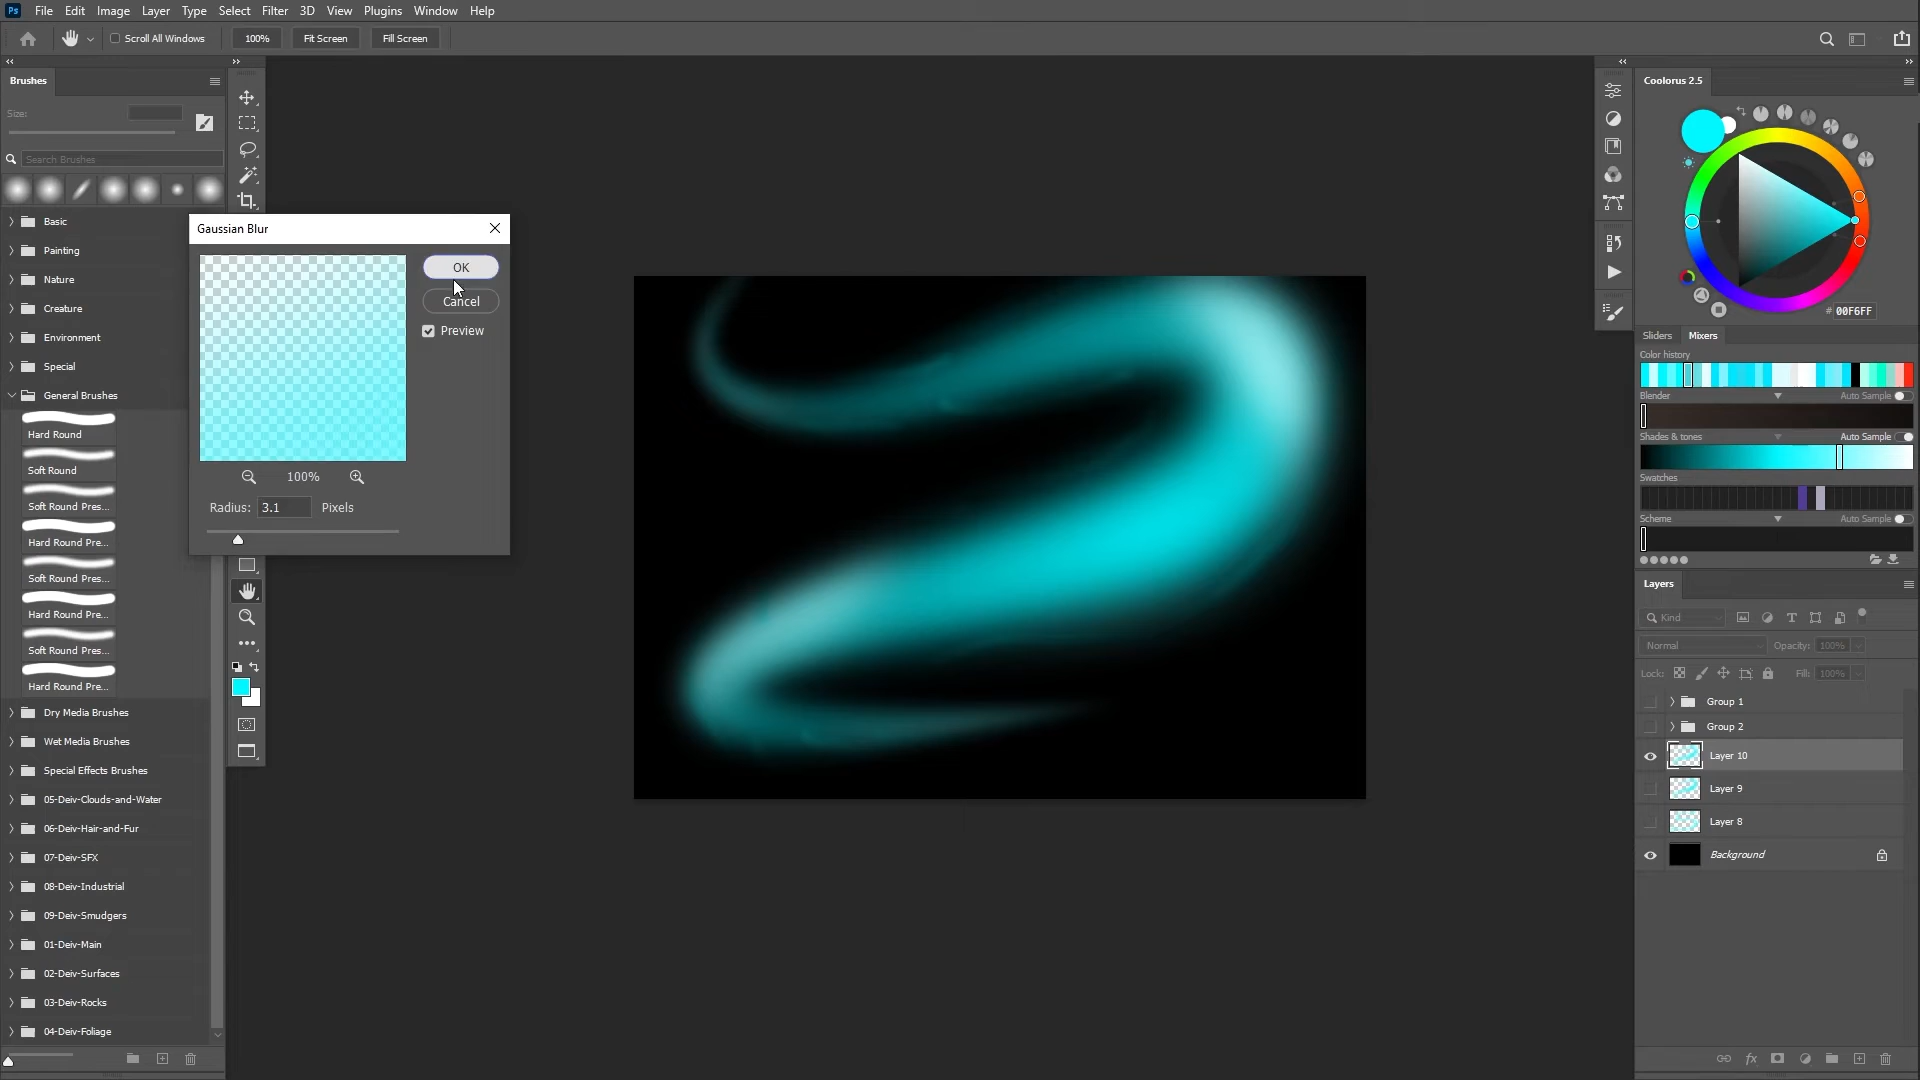 Ps File Edit Image Layer Type Select Filter 3D View Plugins Window Help
Scroll All Windows 100% Fit Screen Fill Screen
Brushes
Size:
Search Brushes
Basic
Painting
Nature
Creature
Environment
Special
General Brushes
Hard Round
Soft Round
Soft Round Pres...
Hard Round Pre...
Soft Round Pres...
Hard Round Pre...
Soft Round Pres...
Hard Round Pre...
Dry Media Brushes
Wet Media Brushes
Special Effects Brushes
05-Deiv-Clouds-and-Water
06-Deiv-Hair-and-Fur
07-Deiv-SFX
08-Deiv-Industrial
09-Deiv-Smudgers
01-Deiv-Main
02-Deiv-Surfaces
03-Deiv-Rocks
04-Deiv-Foliage
Gaussian Blur
OK
Cancel
Preview
100%
Radius: 3.1 Pixels
Coolorus 2.5
# 00F6FF
Sliders Mixers
Color history
Blender Auto Sample
Shades & tones Auto Sample
Swatches
Scheme Auto Sample
Layers
Kind
Normal Opacity: 100%
Lock: Fill: 100%
Group 1
Group 2
Layer 10
Layer 9
Layer 8
Background
fx